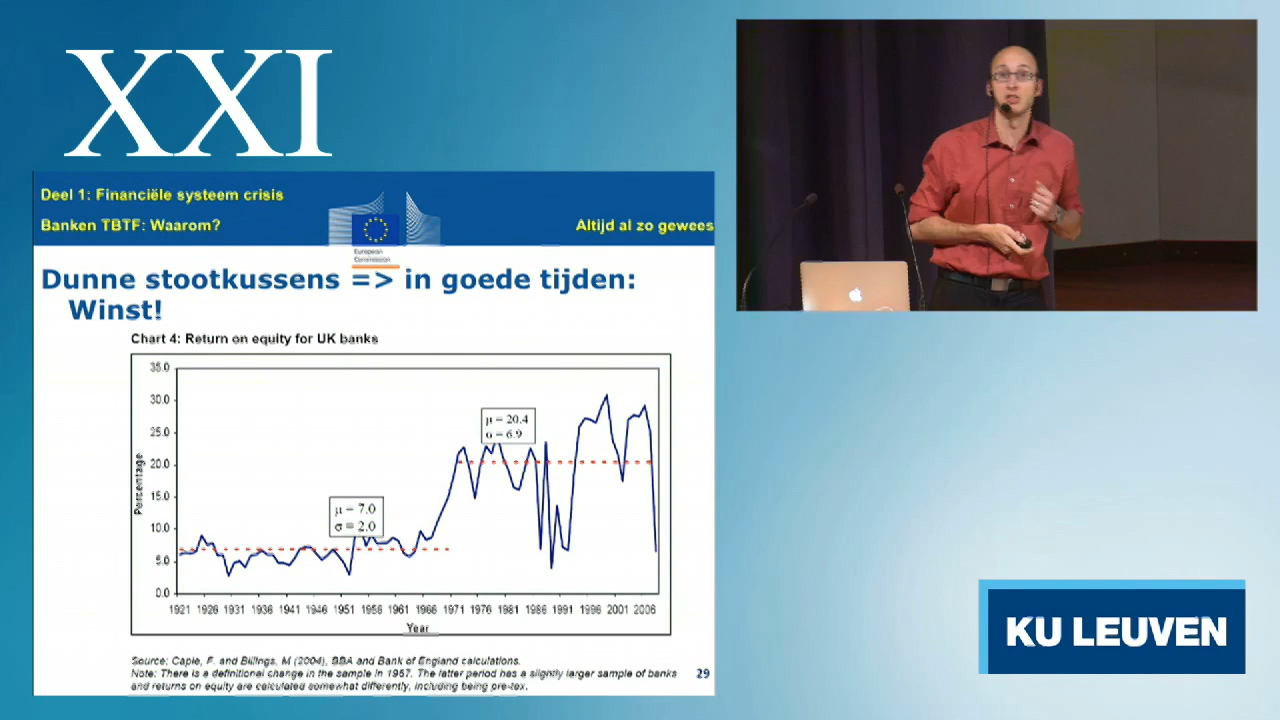 XXI
Deel 1: Financiële systeem crisis
Banken TBTF: Waarom?
Altijd al zo gewees
European
Commission
Dunne stootkussens => in goede tijden:
Winst!
Chart 4: Return on equity for UK banks
35.0
30.0
25.0
20.0
15.0
10.0
5.0
0.0
Percentage
μ = 20.4
σ = 6.9
μ = 7.0
σ = 2.0
1921 1926 1931 1936 1941 1946 1951 1956 1961 1966 1971 1976 1981 1986 1991 1996 2001 2006
Year
Source: Capie, F. and Billings, M (2004), BBA and Bank of England calculations.
Note: There is a definitional change in the sample in 1967. The latter period has a slightly larger sample of banks
and returns on equity are calculated somewhat differently, including being pre-tax.
29
KU LEUVEN